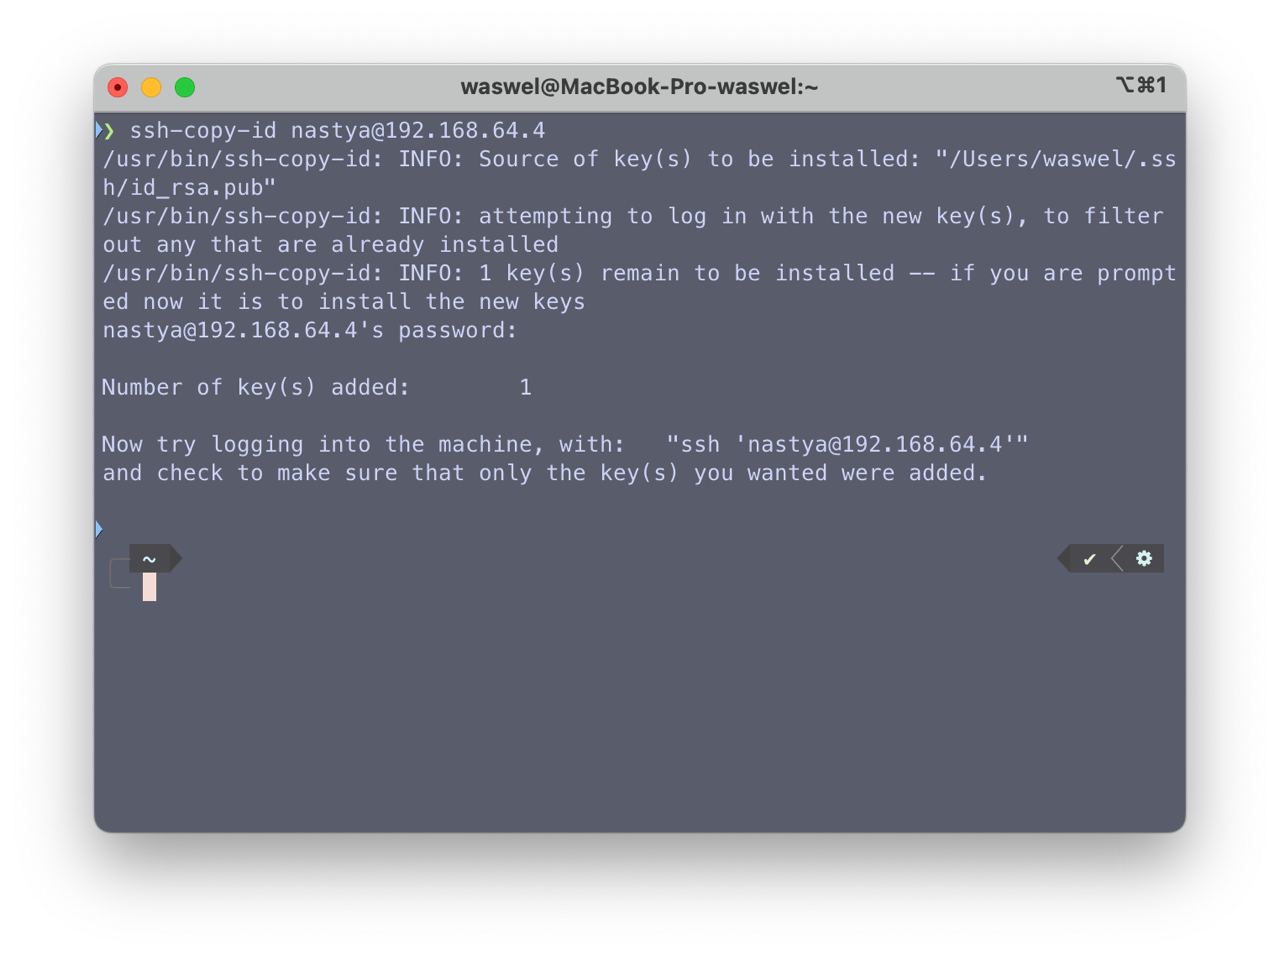 waswel@MacBook-Pro-waswel:~ ⌥⌘1
❯ ssh-copy-id nastya@192.168.64.4
/usr/bin/ssh-copy-id: INFO: Source of key(s) to be installed: "/Users/waswel/.ss
h/id_rsa.pub"
/usr/bin/ssh-copy-id: INFO: attempting to log in with the new key(s), to filter
out any that are already installed
/usr/bin/ssh-copy-id: INFO: 1 key(s) remain to be installed -- if you are prompt
ed now it is to install the new keys
nastya@192.168.64.4's password:
Number of key(s) added:        1
Now try logging into the machine, with:   "ssh 'nastya@192.168.64.4'"
and check to make sure that only the key(s) you wanted were added.
~ ✔